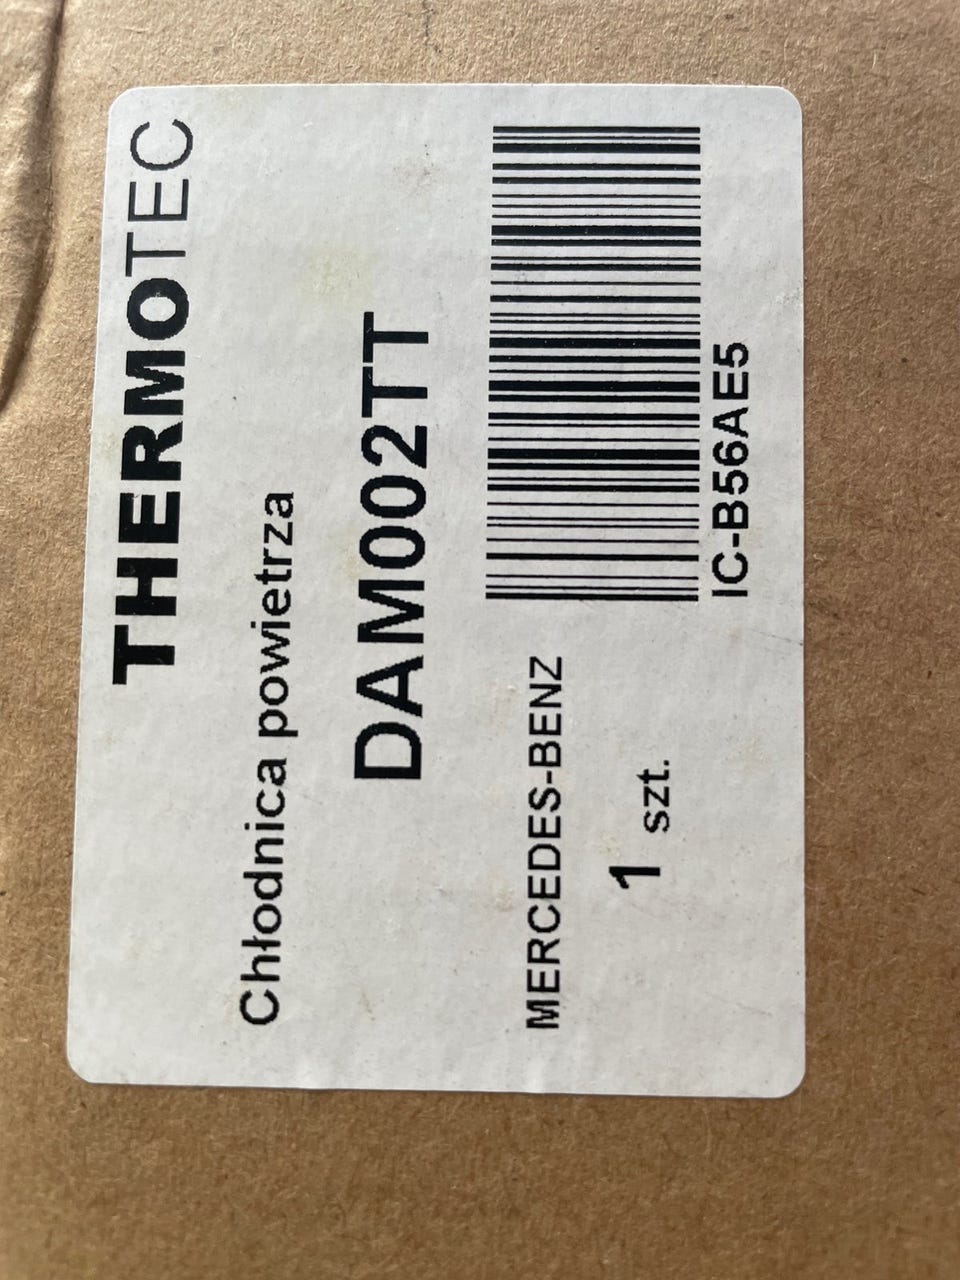 THERMOTEC
Chłodnica powietrza
DAM002TT
MERCEDES-BENZ
1 szt.
IC-B56AE5